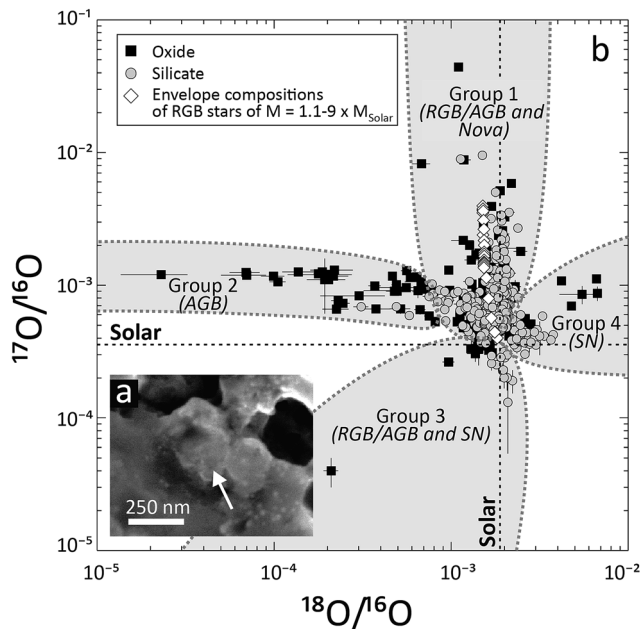 10⁻¹
b
Oxide
Silicate
Envelope compositions
of RGB stars of M = 1.1-9 x M_Solar
Group 1
(RGB/AGB and
Nova)
10⁻²
Group 2
(AGB)
10⁻³
¹⁷O/¹⁶O
Group 4
(SN)
Solar
a
Group 3
(RGB/AGB and SN)
10⁻⁴
250 nm
Solar
10⁻⁵
10⁻⁵ 10⁻⁴ 10⁻³ 10⁻²
¹⁸O/¹⁶O